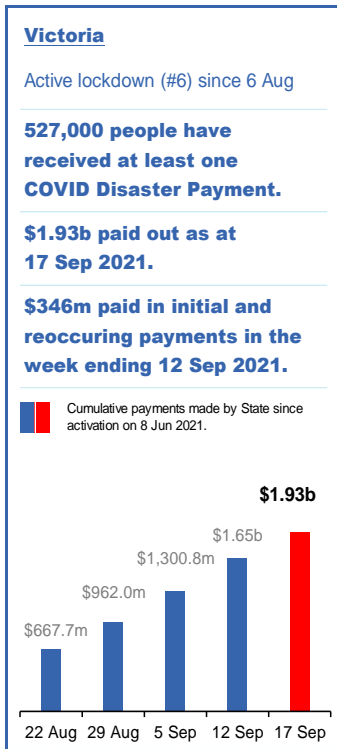 Victoria
Active lockdown (#6) since 6 Aug
527,000 people have
received at least one
COVID Disaster Payment.
$1.93b paid out as at
17 Sep 2021.
$346m paid in initial and
reoccuring payments in the
week ending 12 Sep 2021.
Cumulative payments made by State since
activation on 8 Jun 2021.
$1.93b
$1.65b
$1,300.8m
$962.0m
$667.7m
22 Aug 29 Aug 5 Sep 12 Sep 17 Sep